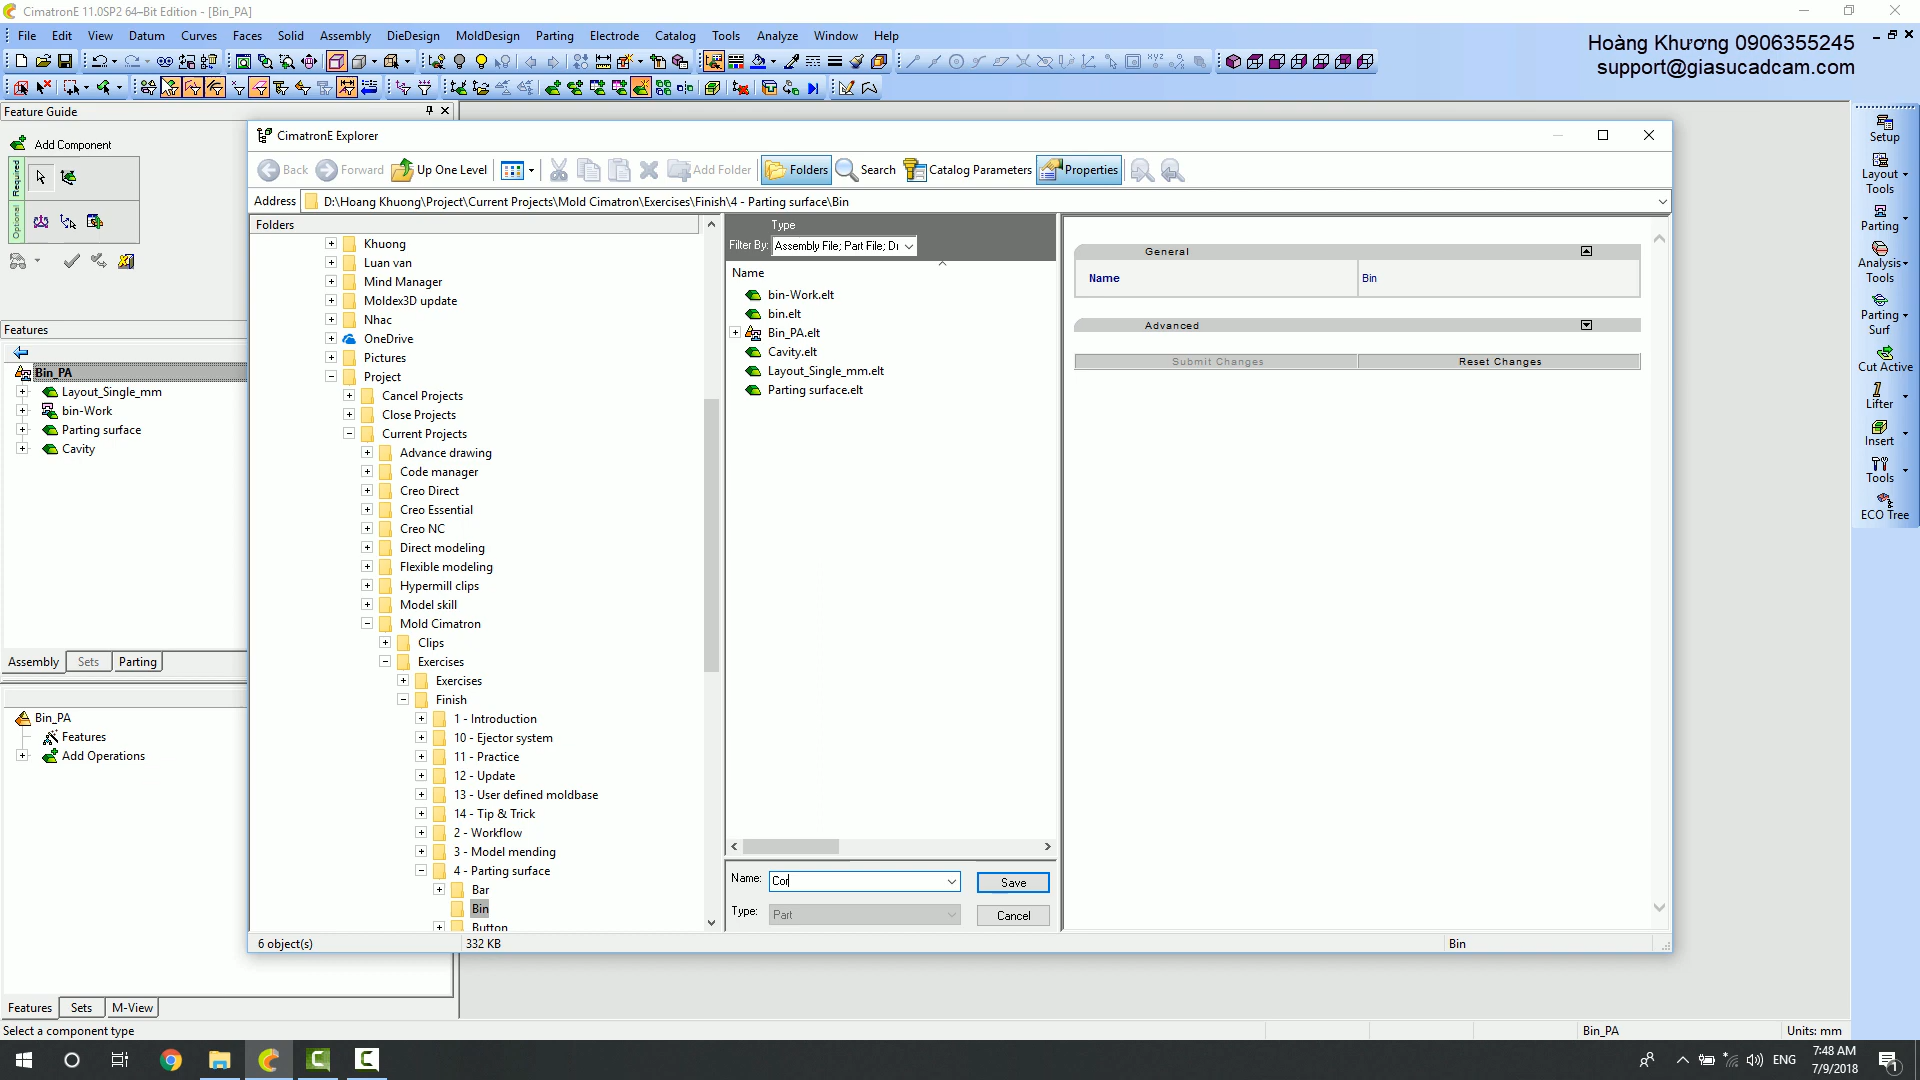 CimatronE 11.0SP2 64-Bit Edition - [Bin_PA]
File Edit View Datum Curves Faces Solid Assembly DieDesign MoldDesign Parting Electrode Catalog Tools Analyze Window Help
Hoàng Khương 0906355245
support@giasucadcam.com
Feature Guide
Add Component
Required
Optional
Features
Bin_PA
Layout_Single_mm
bin-Work
Parting surface
Cavity
Assembly Sets Parting
Bin_PA
Features
Add Operations
Features Sets M-View
Select a component type
CimatronE Explorer
Back Forward Up One Level Add Folder Folders Search Catalog Parameters Properties
Address D:\Hoang Khuong\Project\Current Projects\Mold Cimatron\Exercises\Finish\4 - Parting surface\Bin
Folders
Khuong
Luan van
Mind Manager
Moldex3D update
Nhac
OneDrive
Pictures
Project
Cancel Projects
Close Projects
Current Projects
Advance drawing
Code manager
Creo Direct
Creo Essential
Creo NC
Direct modeling
Flexible modeling
Hypermill clips
Model skill
Mold Cimatron
Clips
Exercises
Exercises
Finish
1 - Introduction
10 - Ejector system
11 - Practice
12 - Update
13 - User defined moldbase
14 - Tip & Trick
2 - Workflow
3 - Model mending
4 - Parting surface
Bar
Bin
Button
Type
Filter By: Assembly File; Part File; Dr
Name
bin-Work.elt
bin.elt
Bin_PA.elt
Cavity.elt
Layout_Single_mm.elt
Parting surface.elt
Name: Cor
Save
Type: Part
Cancel
General
Name Bin
Advanced
Submit Changes Reset Changes
6 object(s) 332 KB Bin
Setup
Layout
Tools
Parting
Analysis
Tools
Parting
Surf
Cut Active
Lifter
Insert
Tools
ECO Tree
Bin_PA Units: mm
ENG
7:48 AM
7/9/2018
1